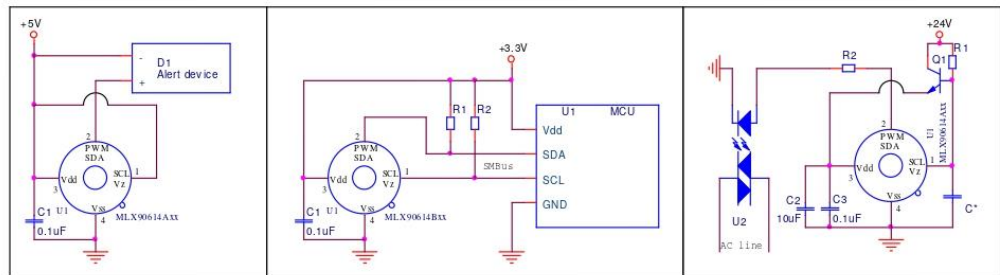 +5V
D1
Alert device
-
+
2
PWM
SDA
SCL
1
Vz
Vdd
3
Vss
4
U1
MLX90614Axx
C1
0.1uF
+3.3V
R1
R2
U1
MCU
Vdd
SDA
SCL
GND
SMBus
2
PWM
SDA
SCL
1
Vz
Vdd
3
Vss
4
U1
MLX90614Bxx
C1
0.1uF
+24V
R1
Q1
R2
U1
MLX90614Axx
2
PWM
SDA
SCL
1
Vz
Vdd
3
Vss
4
C2
10uF
C3
0.1uF
C*
U2
AC line